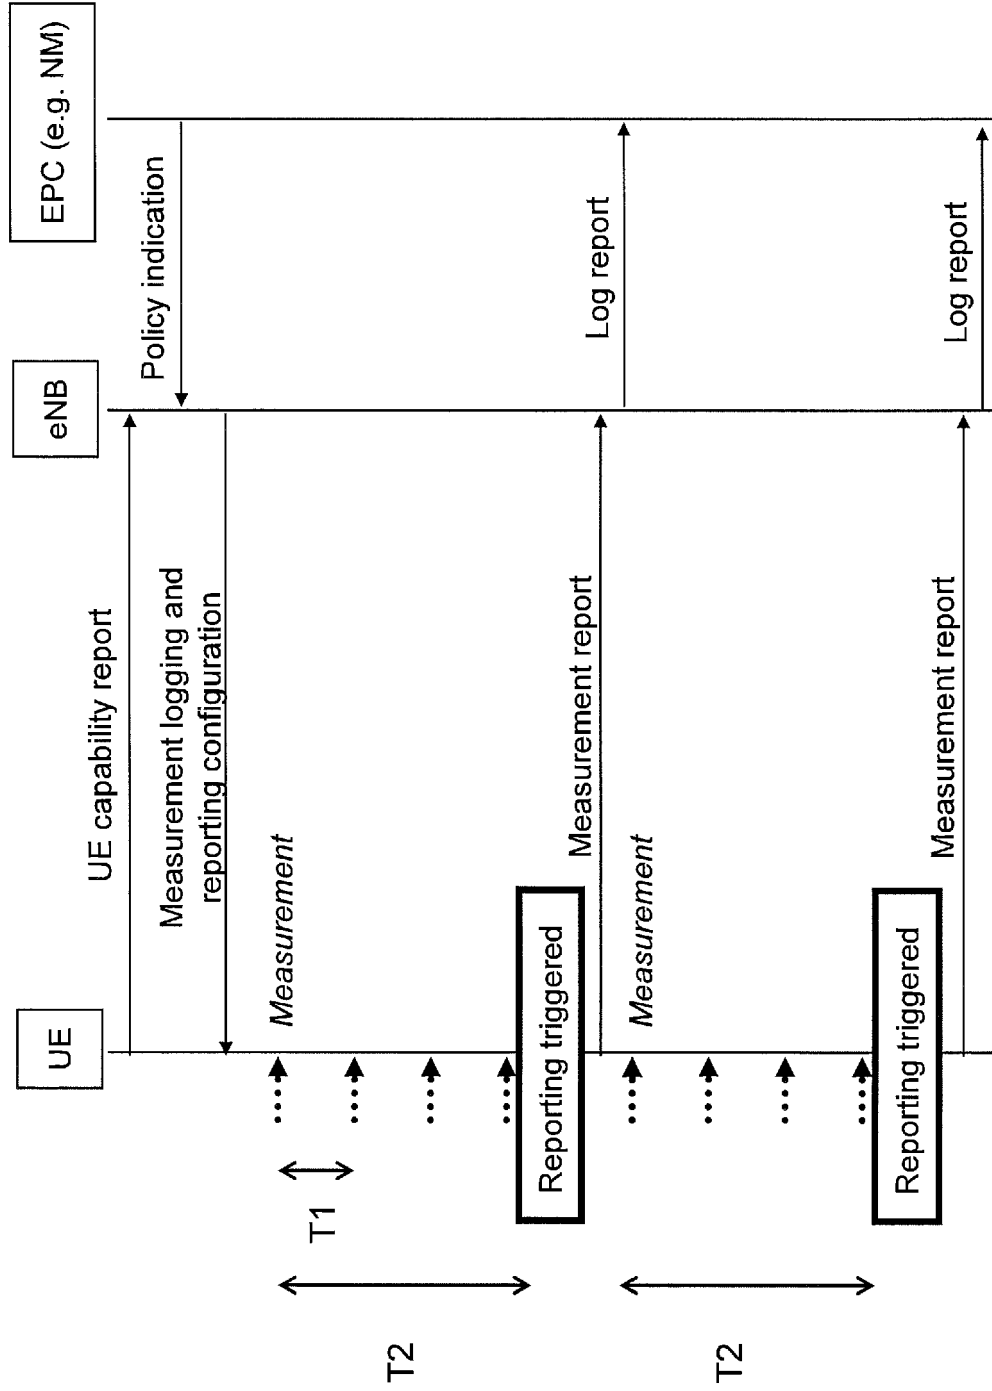 UE
eNB
EPC (e.g. NM)
UE capability report
Policy indication
Measurement logging and
reporting configuration
Measurement
T1
T2
Reporting triggered
Measurement report
Log report
Measurement
T2
Reporting triggered
Measurement report
Log report